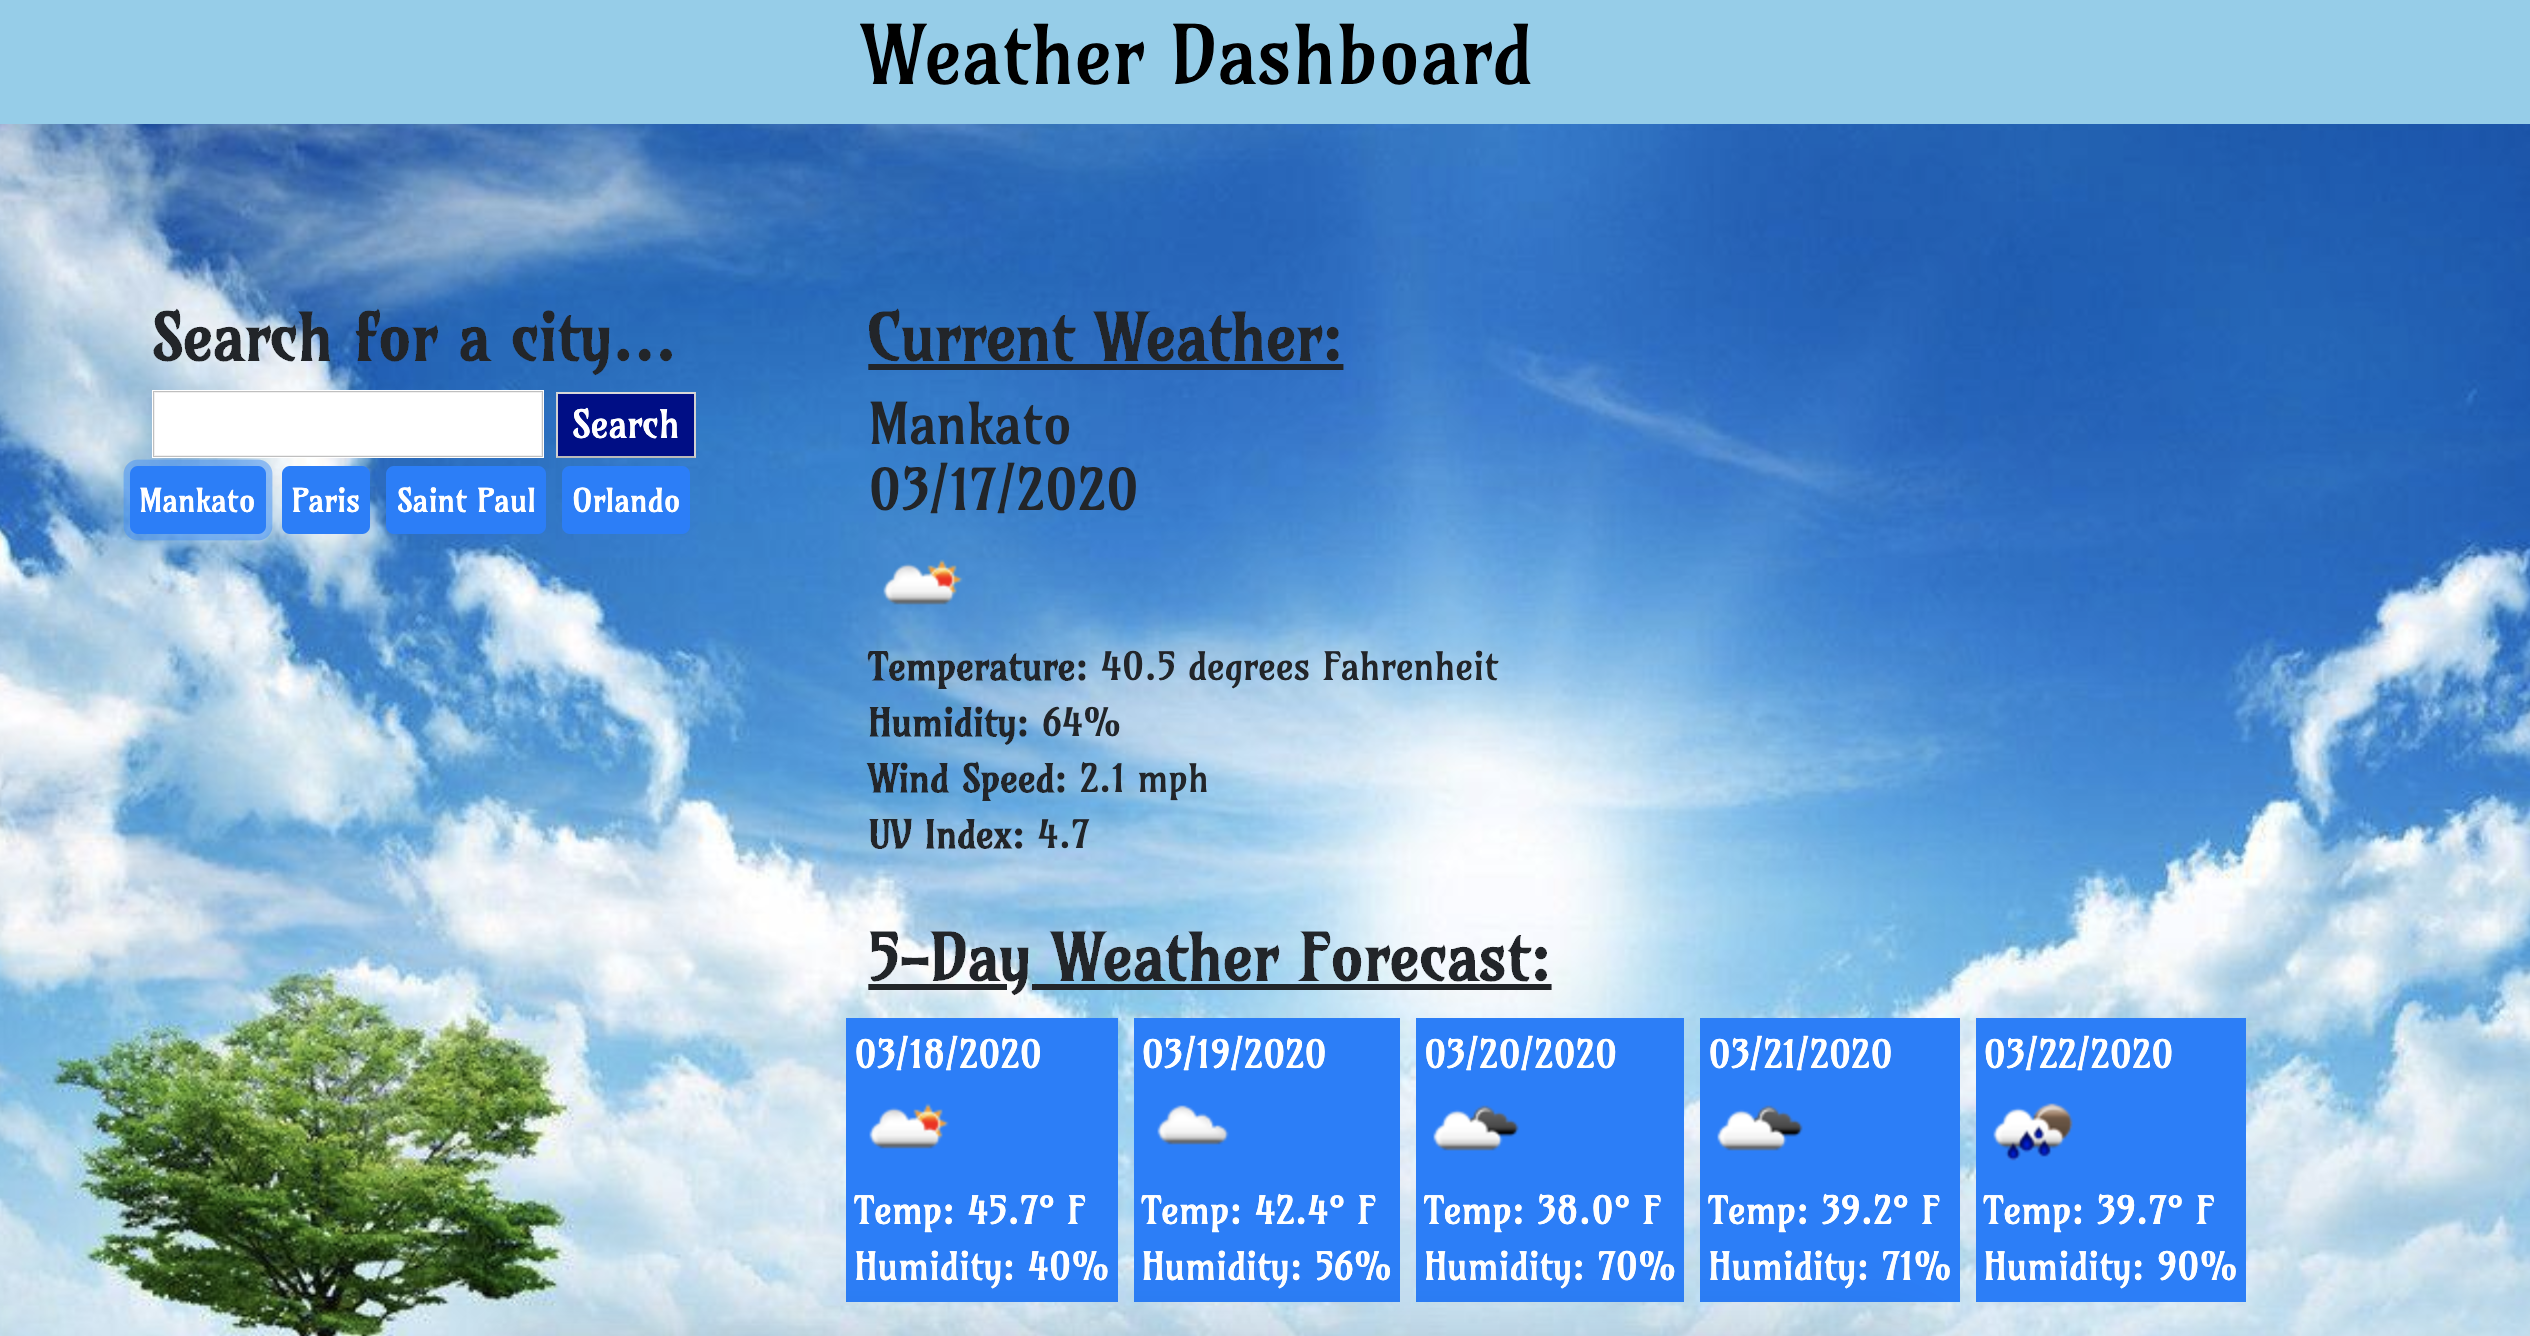 Weather Dashboard
Search for a city...
Search
Mankato
Paris
Saint Paul
Orlando
Current Weather:
Mankato
03/17/2020
Temperature: 40.5 degrees Fahrenheit
Humidity: 64%
Wind Speed: 2.1 mph
UV Index: 4.7
5-Day Weather Forecast:
03/18/2020
Temp: 45.7° F
Humidity: 40%
03/19/2020
Temp: 42.4° F
Humidity: 56%
03/20/2020
Temp: 38.0° F
Humidity: 70%
03/21/2020
Temp: 39.2° F
Humidity: 71%
03/22/2020
Temp: 39.7° F
Humidity: 90%